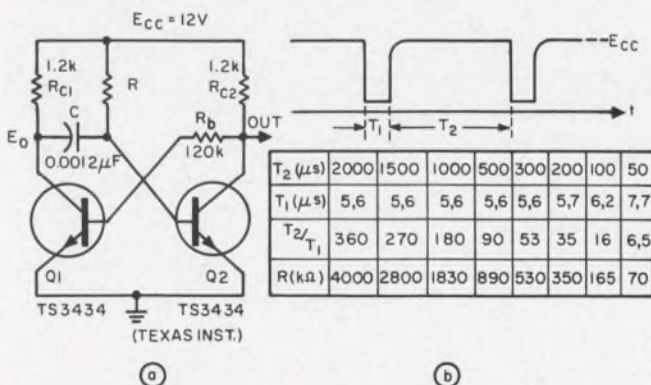 ECC = 12V
1.2k
RC1
R
1.2k
RC2
C
Rb
OUT
E0
0.0012µF
120k
Q1
Q2
TS3434
TS3434
(TEXAS INST.)
a
ECC
t
T1
T2
T2(µs) 2000 1500 1000 500 300 200 100 50
T1(µs) 5,6 5,6 5,6 5,6 5,6 5,7 6,2 7,7
T2/T1 360 270 180 90 53 35 16 6,5
R(kΩ) 4000 2800 1830 890 530 350 165 70
b